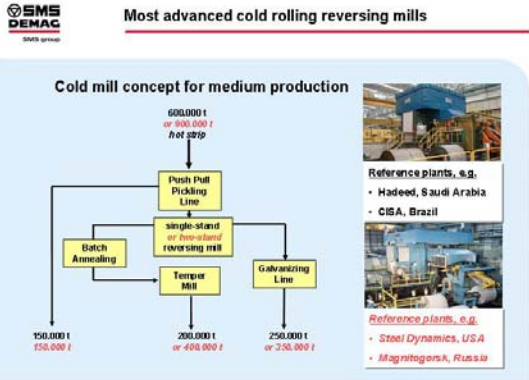 SMS
DEMAG
SMS group
Most advanced cold rolling reversing mills
Cold mill concept for medium production
600.000 t
or 900.000 t
hot strip
Push Pull
Pickling
Line
single-stand
or two-stand
reversing mill
Batch
Annealing
Temper
Mill
Galvanizing
Line
150.000 t
150.000 t
200.000 t
or 400.000 t
250.000 t
or 350.000 t
Reference plants, e.g.
• Hadeed, Saudi Arabia
• CISA, Brazil
Reference plants, e.g.
• Steel Dynamics, USA
• Magnitogorsk, Russia